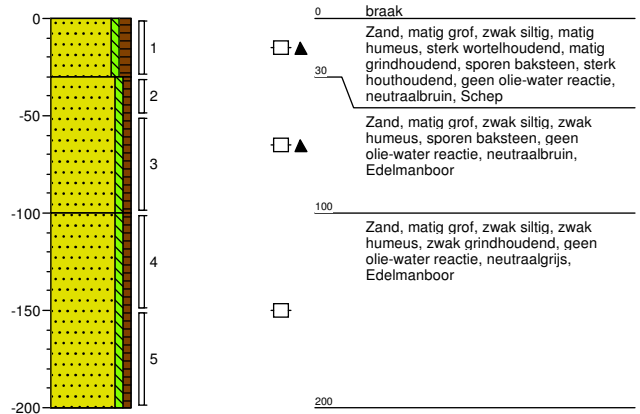 0
-50
-100
-150
-200
1
2
3
4
5
0
braak
Zand, matig grof, zwak siltig, matig
humeus, sterk wortelhoudend, matig
grindhoudend, sporen baksteen, sterk
houthoudend, geen olie-water reactie,
neutraalbruin, Schep
30
Zand, matig grof, zwak siltig, zwak
humeus, sporen baksteen, geen
olie-water reactie, neutraalbruin,
Edelmanboor
100
Zand, matig grof, zwak siltig, zwak
humeus, zwak grindhoudend, geen
olie-water reactie, neutraalgrijs,
Edelmanboor
200